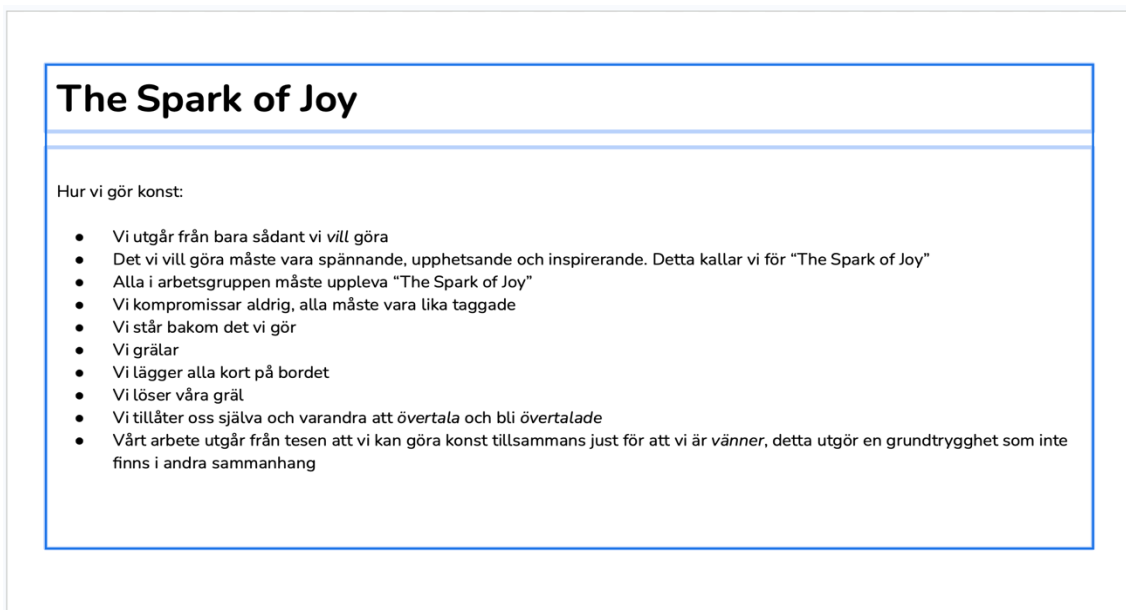 The Spark of Joy
Hur vi gör konst:
● Vi utgår från bara sådant vi vill göra
● Det vi vill göra måste vara spännande, upphetsande och inspirerande. Detta kallar vi för “The Spark of Joy”
● Alla i arbetsgruppen måste uppleva “The Spark of Joy”
● Vi kompromissar aldrig, alla måste vara lika taggade
● Vi står bakom det vi gör
● Vi grälar
● Vi lägger alla kort på bordet
● Vi löser våra gräl
● Vi tillåter oss själva och varandra att övertala och bli övertalade
● Vårt arbete utgår från tesen att vi kan göra konst tillsammans just för att vi är vänner, detta utgör en grundtrygghet som inte
finns i andra sammanhang